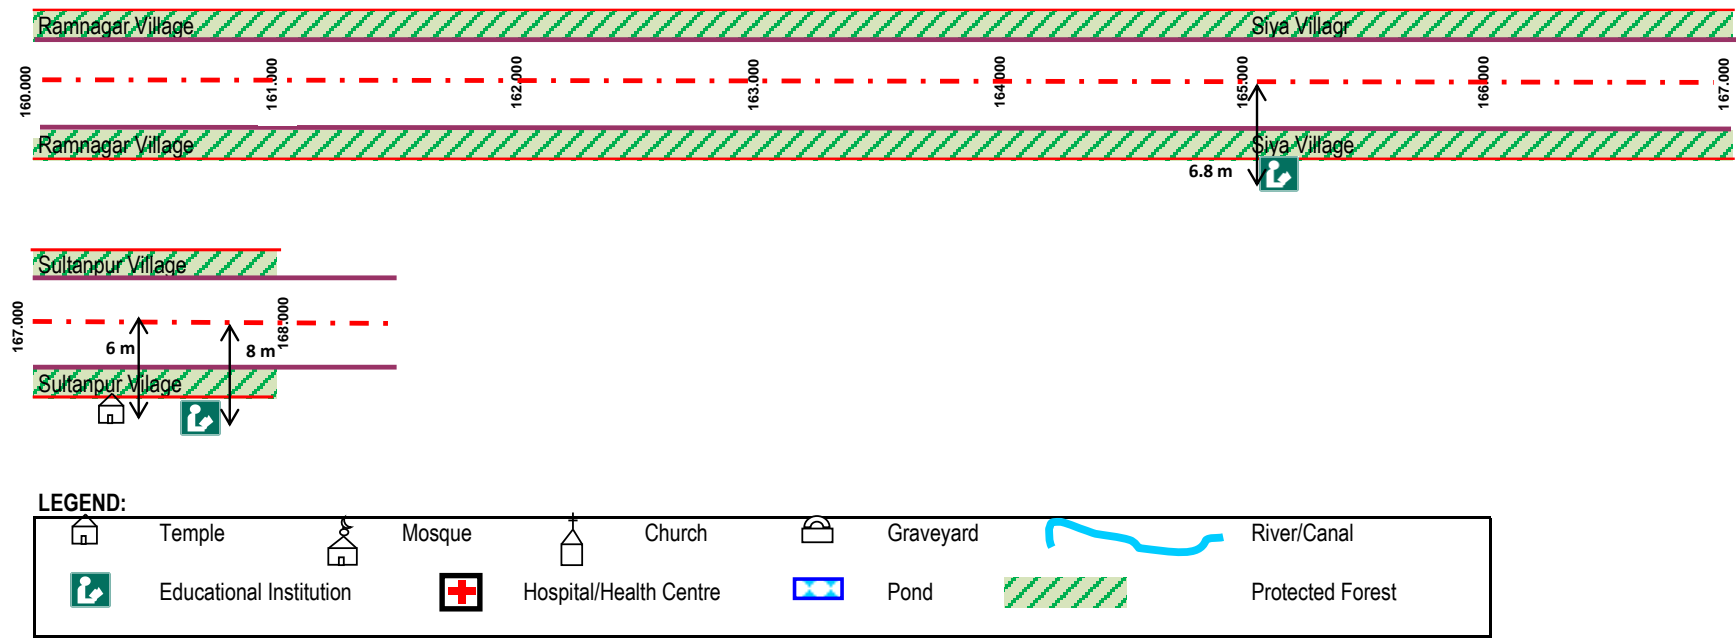 Ramnagar Village
Siva Villagr
160.000
161.000
162.000
163.000
164.000
165.000
166.000
167.000
Ramnagar Village
Siva Village
6.8 m
Sultanpur Village
167.000
168.000
6 m
8 m
Sultanpur Vilage
LEGEND:
Temple
Mosque
Church
Graveyard
River/Canal
Educational Institution
Hospital/Health Centre
Pond
Protected Forest